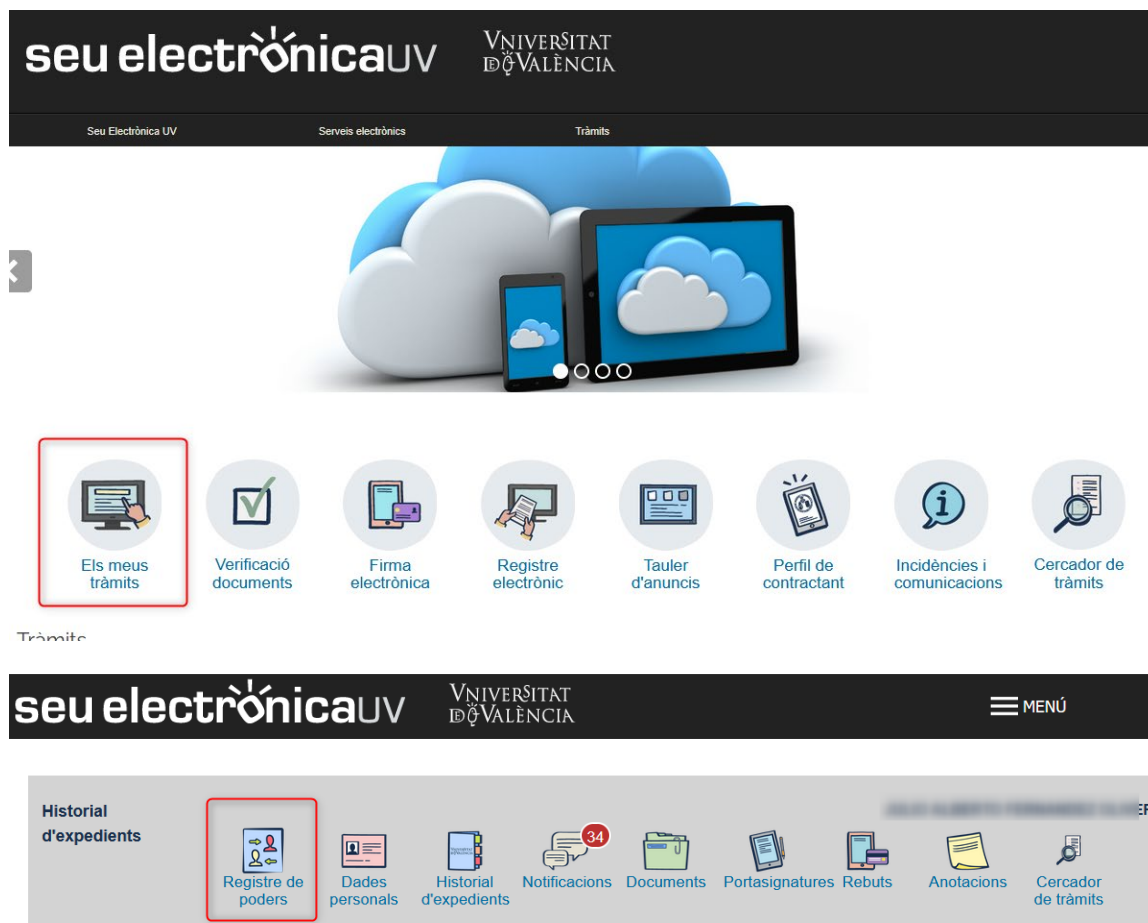 seu electrònicaUV
VNIVERSITAT
DE VALÈNCIA
Seu Electrònica UV
Serveis electrònics
Tràmits
Els meus
tràmits
Verificació
documents
Firma
electrònica
Registre
electrònic
Tauler
d'anuncis
Perfil de
contractant
Incidències i
comunicacions
Cercador de
tràmits
Tràmits
seu electrònicaUV
VNIVERSITAT
DE VALÈNCIA
MENÚ
Historial
d'expedients
Registre de
poders
Dades
personals
Historial
d'expedients
34
Notificacions
Documents
Portasignatures
Rebuts
Anotacions
Cercador
de tràmits